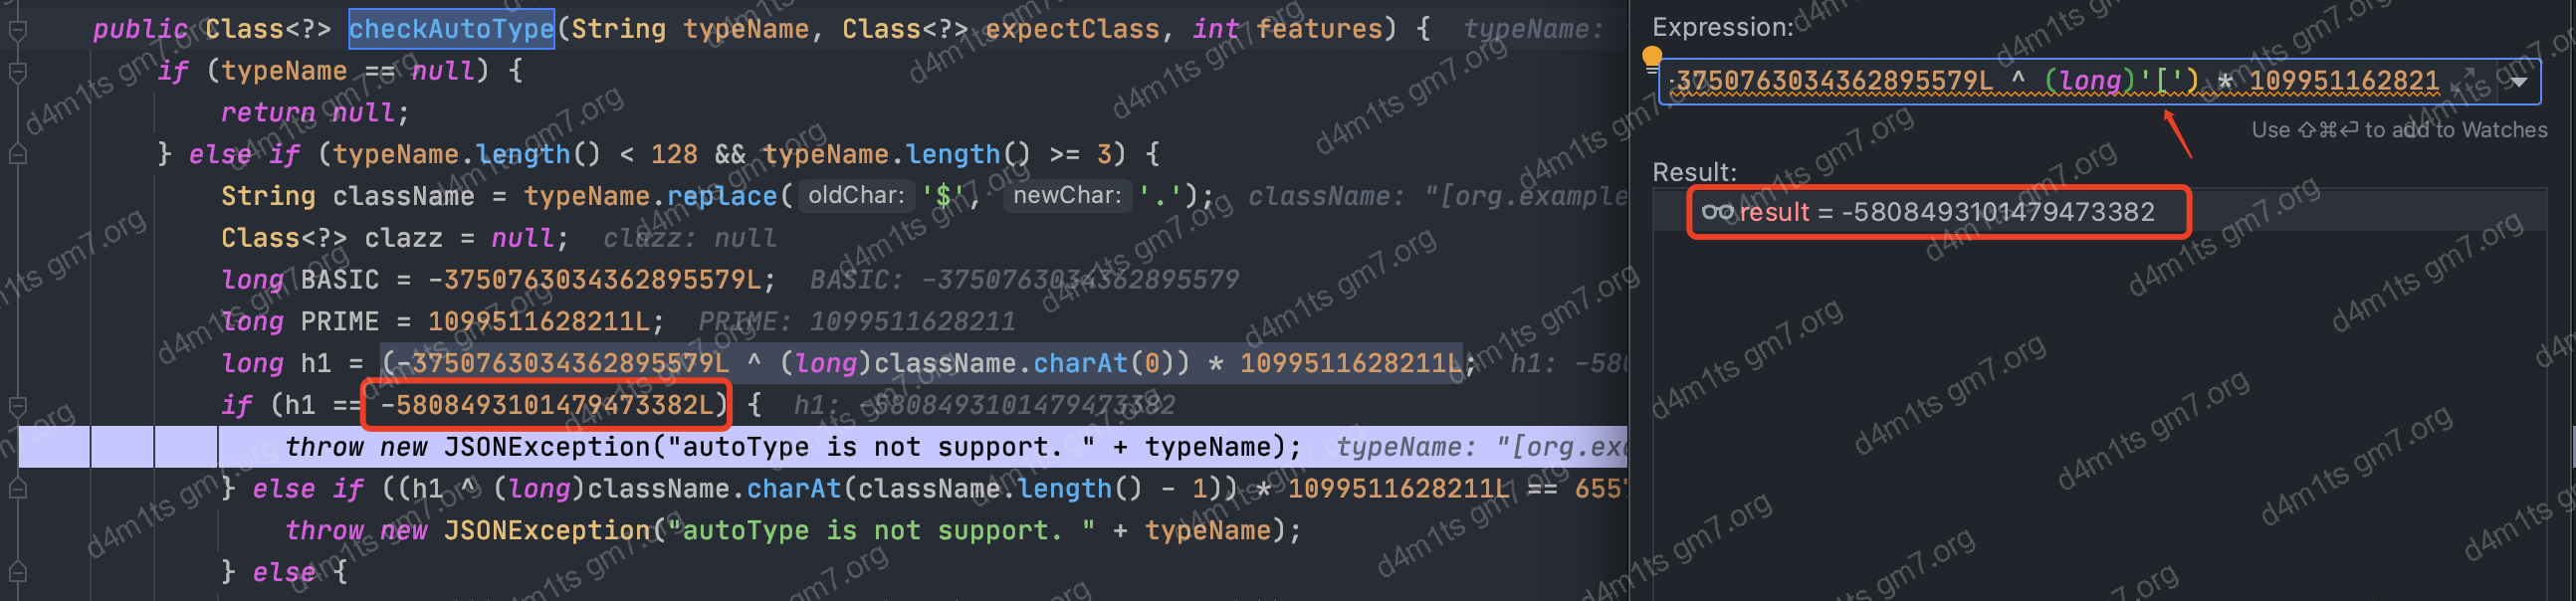 public Class<?> checkAutoType(String typeName, Class<?> expectClass, int features) { typeName:
if (typeName == null) {
return null;
} else if (typeName.length() < 128 && typeName.length() >= 3) {
String className = typeName.replace( oldChar: '$', newChar: '.'); className: "[org.example
Class<?> clazz = null; clazz: null
long BASIC = -3750763034362895579L; BASIC: -3750763034362895579
long PRIME = 1099511628211L; PRIME: 1099511628211
long h1 = (-3750763034362895579L ^ (long)className.charAt(0)) * 1099511628211L; h1: -580
if (h1 == -5808493101479473382L) { h1: -5808493101479473382
throw new JSONException("autoType is not support. " + typeName); typeName: "[org.exa
} else if ((h1 ^ (long)className.charAt(className.length() - 1)) * 1099511628211L == 655
throw new JSONException("autoType is not support. " + typeName);
} else {
Expression:
-3750763034362895579L ^ (long)'[') * 109951162821
Use ⇧⌘↩ to add to Watches
Result:
result = -5808493101479473382
d4m1ts gm7.org